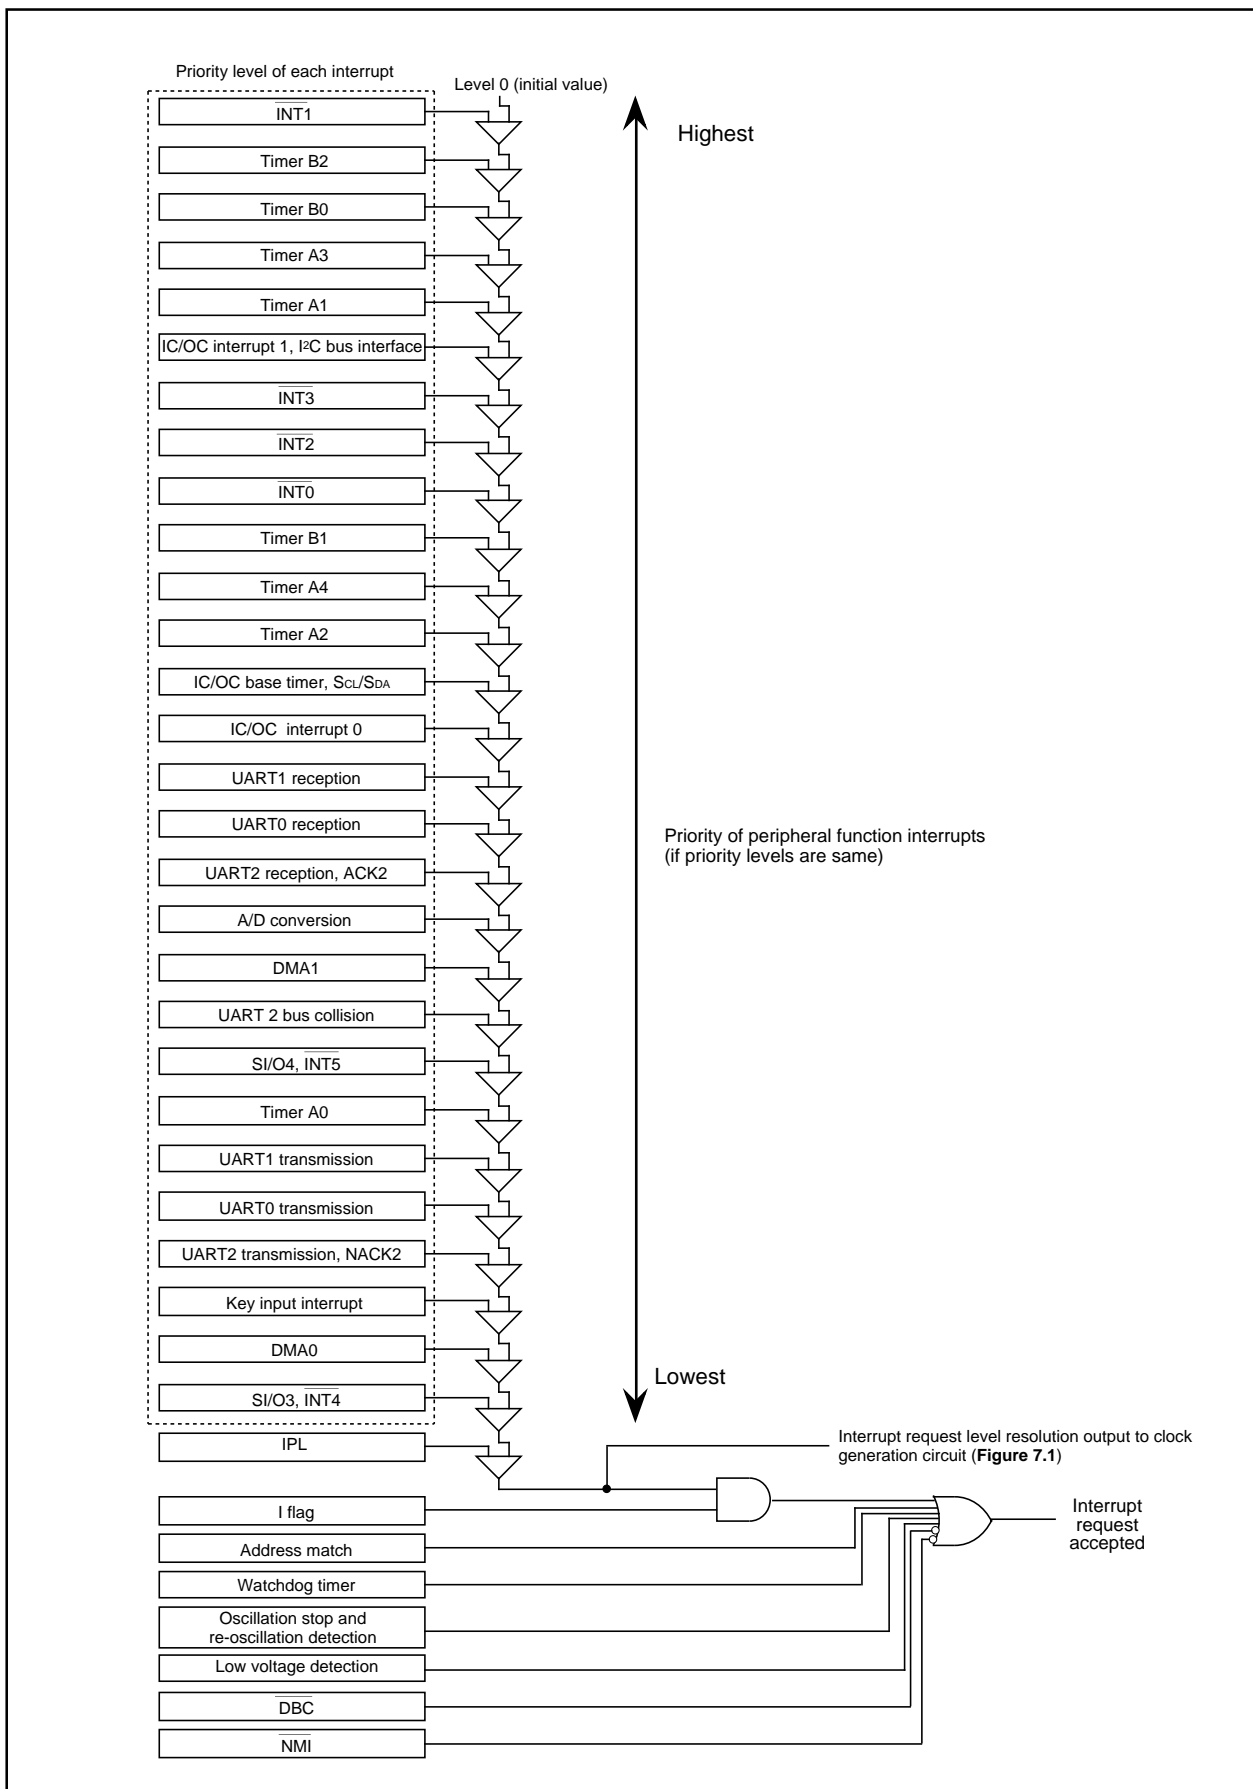 Priority level of each interrupt
Level 0 (initial value)
INT1
Highest
Timer B2
Timer B0
Timer A3
Timer A1
IC/OC interrupt 1, I²C bus interface
INT3
INT2
INT0
Timer B1
Timer A4
Timer A2
IC/OC base timer, SCL/SDA
IC/OC interrupt 0
UART1 reception
UART0 reception
Priority of peripheral function interrupts
(if priority levels are same)
UART2 reception, ACK2
A/D conversion
DMA1
UART 2 bus collision
SI/O4, INT5
Timer A0
UART1 transmission
UART0 transmission
UART2 transmission, NACK2
Key input interrupt
DMA0
Lowest
SI/O3, INT4
IPL
Interrupt request level resolution output to clock
generation circuit (Figure 7.1)
I flag
Interrupt
request
accepted
Address match
Watchdog timer
Oscillation stop and
re-oscillation detection
Low voltage detection
DBC
NMI